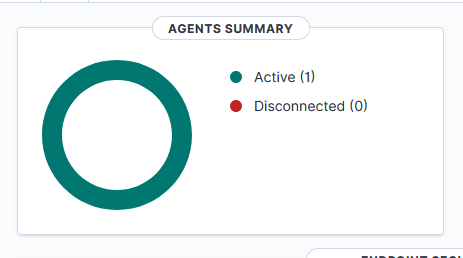 AGENTS SUMMARY
Active (1)
Disconnected (0)